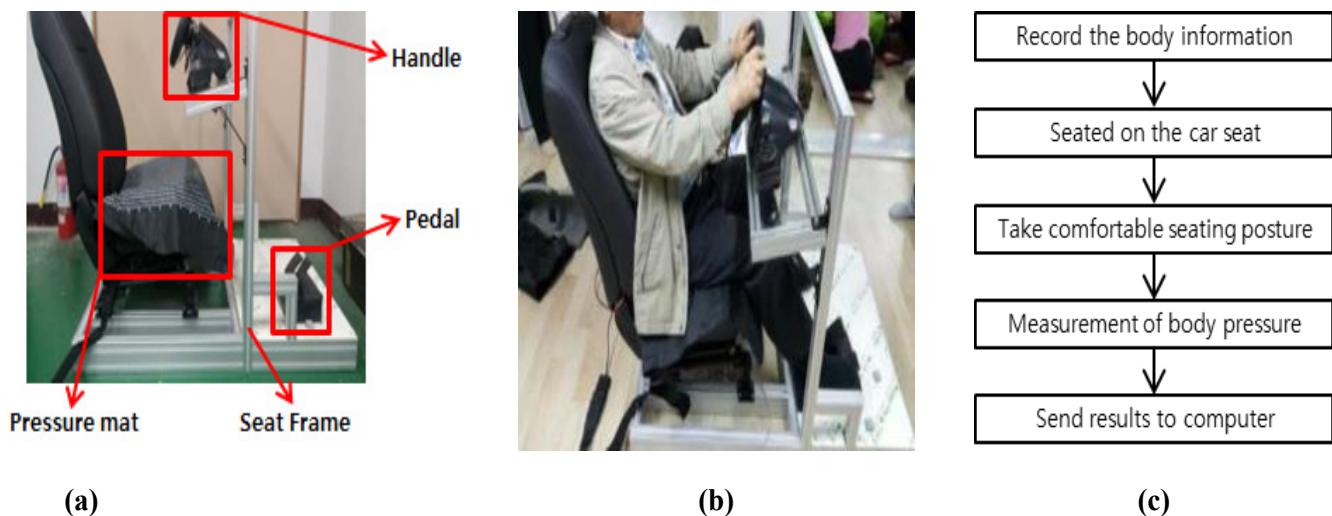 Handle
Pedal
Pressure mat
Seat Frame
Record the body information
Seated on the car seat
Take comfortable seating posture
Measurement of body pressure
Send results to computer
(a)
(b)
(c)